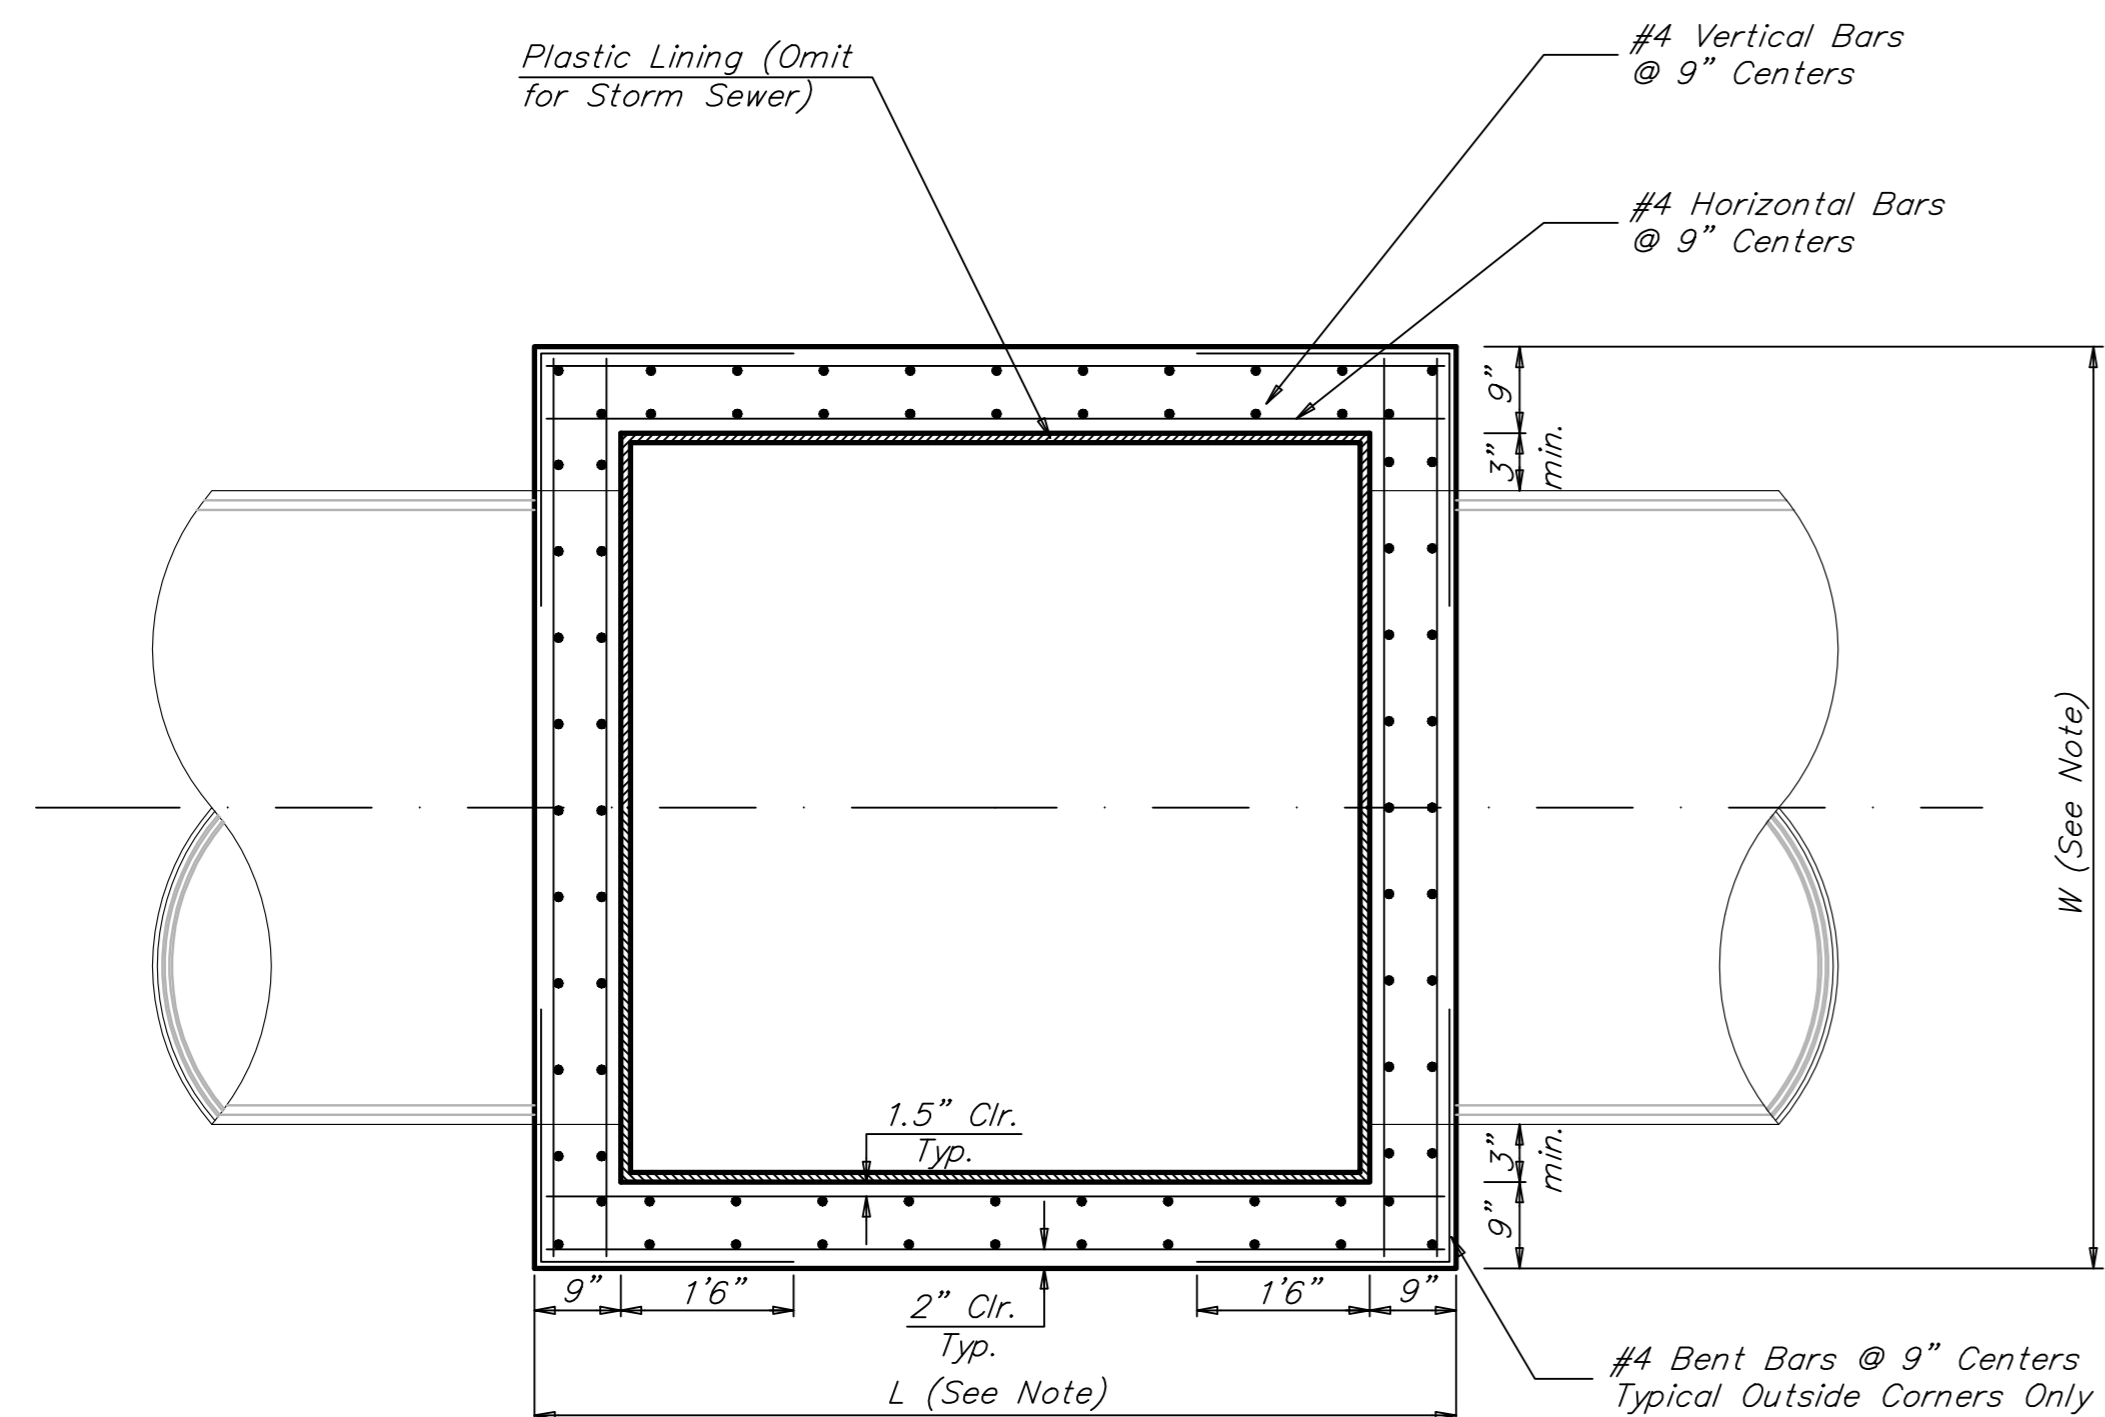 Plastic Lining (Omit
for Storm Sewer)
#4 Vertical Bars
@ 9" Centers
#4 Horizontal Bars
@ 9" Centers
9"
3"
min.
W (See Note)
1.5" Clr.
Typ.
3"
min.
9"
9"
1'6"
2" Clr.
Typ.
1'6"
9"
L (See Note)
#4 Bent Bars @ 9" Centers
Typical Outside Corners Only